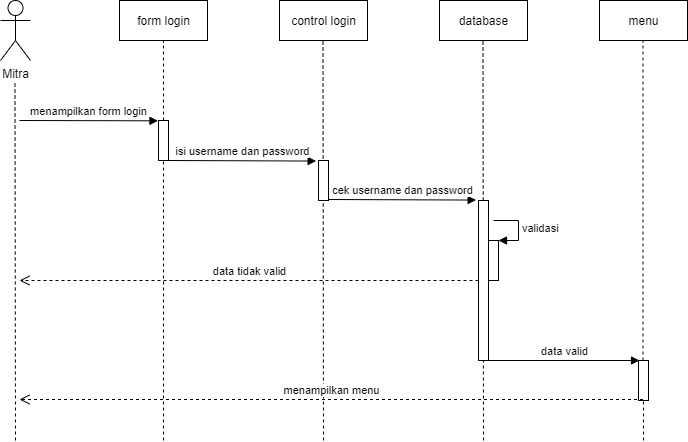 form login
control login
database
menu
Mitra
menampilkan form login
isi username dan password
cek username dan password
validasi
data tidak valid
data valid
menampilkan menu